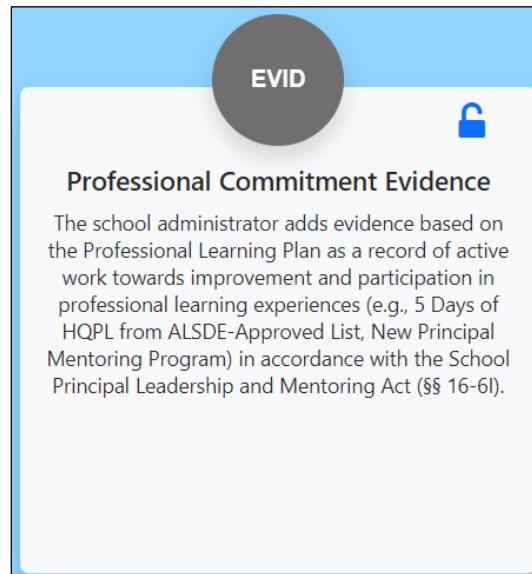 EVID
Professional Commitment Evidence
The school administrator adds evidence based on
the Professional Learning Plan as a record of active
work towards improvement and participation in
professional learning experiences (e.g., 5 Days of
HQPL from ALSDE-Approved List, New Principal
Mentoring Program) in accordance with the School
Principal Leadership and Mentoring Act (§§ 16-6I).